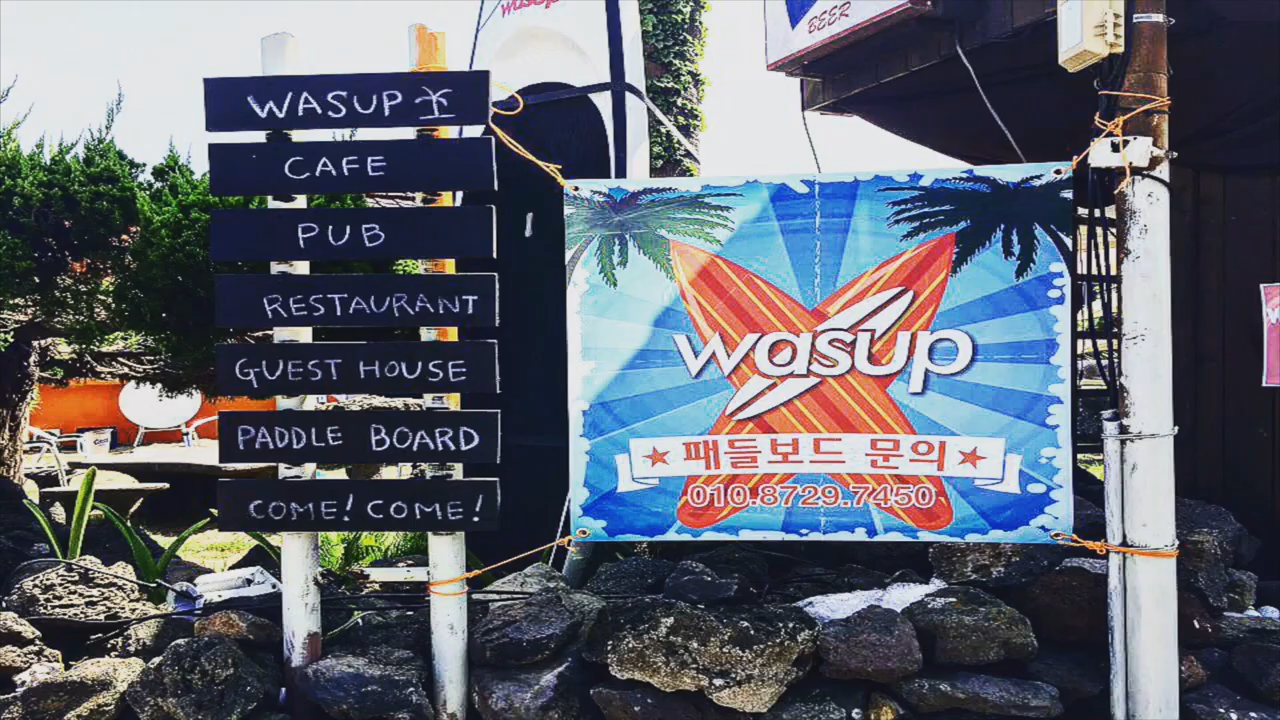 wasup
BEER
WASUP
CAFE
PUB
RESTAURANT
GUEST HOUSE
PADDLE BOARD
COME! COME!
wasup
패들보드 문의
010.8729.7450